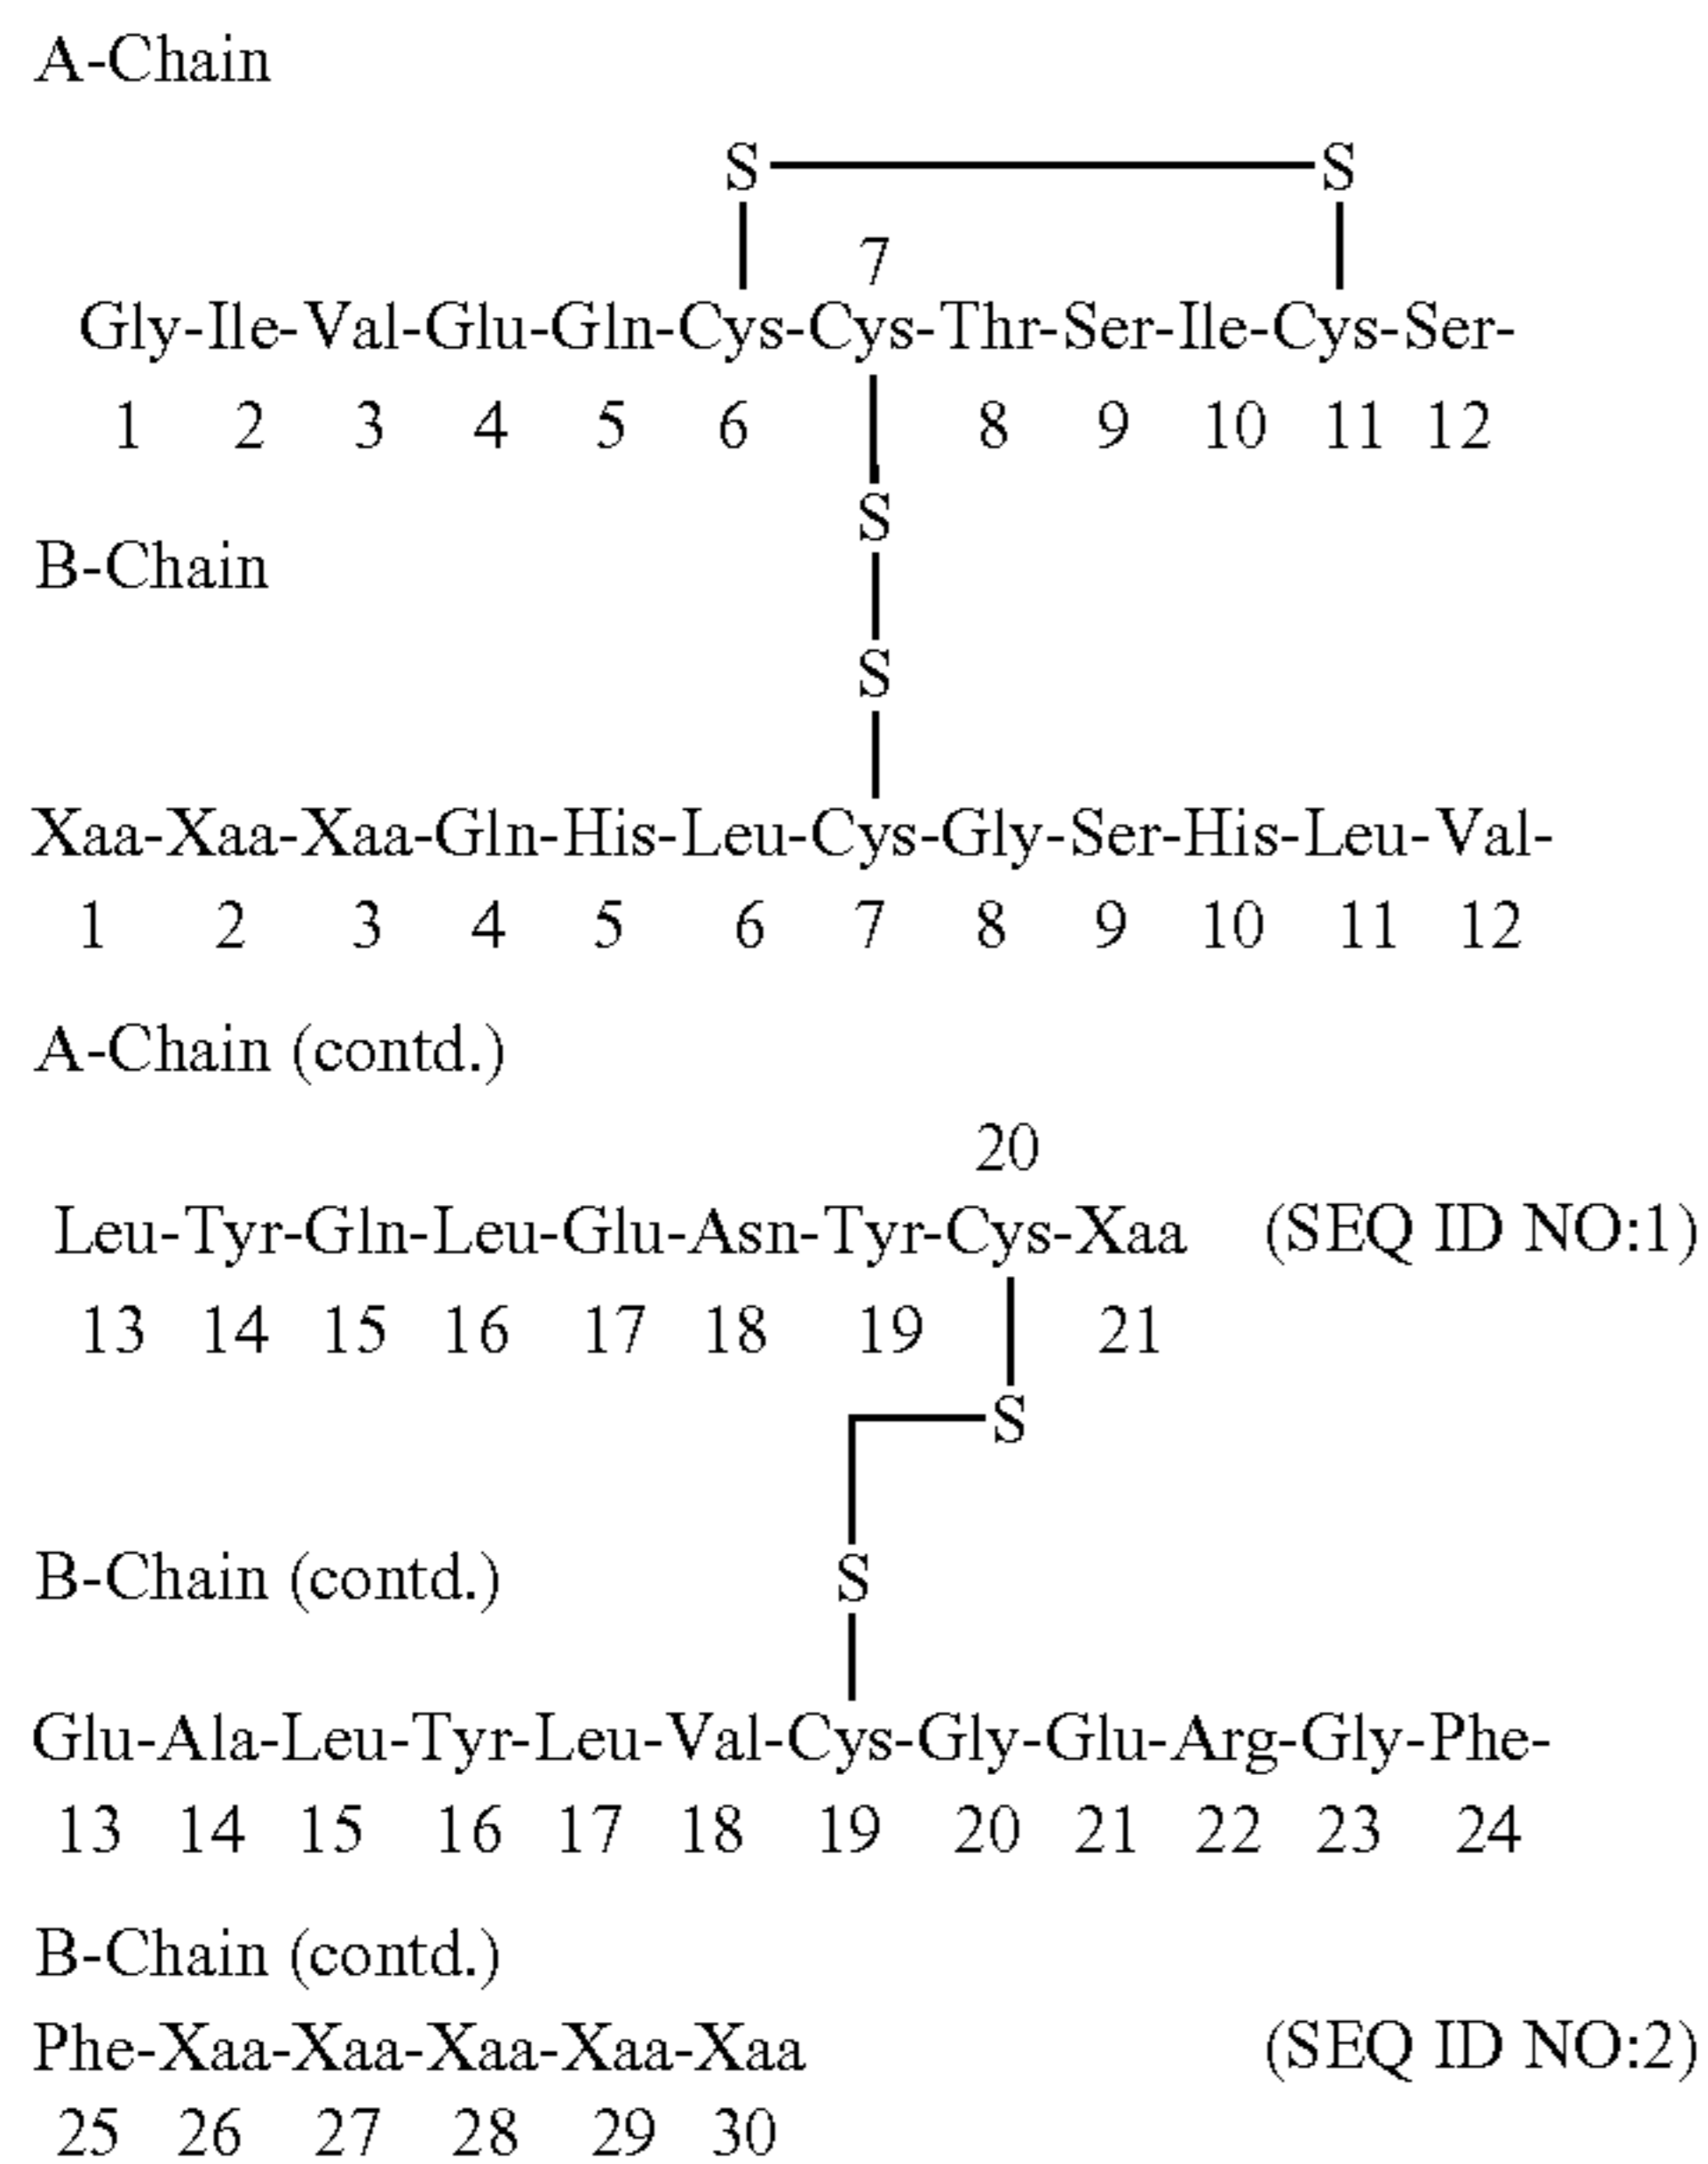 A-Chain
S S
7
Gly-Ile-Val-Glu-Gln-Cys-Cys-Thr-Ser-Ile-Cys-Ser-
1 2 3 4 5 6 8 9 10 11 12
S
B-Chain
S
Xaa-Xaa-Xaa-Gln-His-Leu-Cys-Gly-Ser-His-Leu-Val-
1 2 3 4 5 6 7 8 9 10 11 12
A-Chain (contd.)
20
Leu-Tyr-Gln-Leu-Glu-Asn-Tyr-Cys-Xaa (SEQ ID NO:1)
13 14 15 16 17 18 19 21
S
B-Chain (contd.) S
Glu-Ala-Leu-Tyr-Leu-Val-Cys-Gly-Glu-Arg-Gly-Phe-
13 14 15 16 17 18 19 20 21 22 23 24
B-Chain (contd.)
Phe-Xaa-Xaa-Xaa-Xaa-Xaa (SEQ ID NO:2)
25 26 27 28 29 30